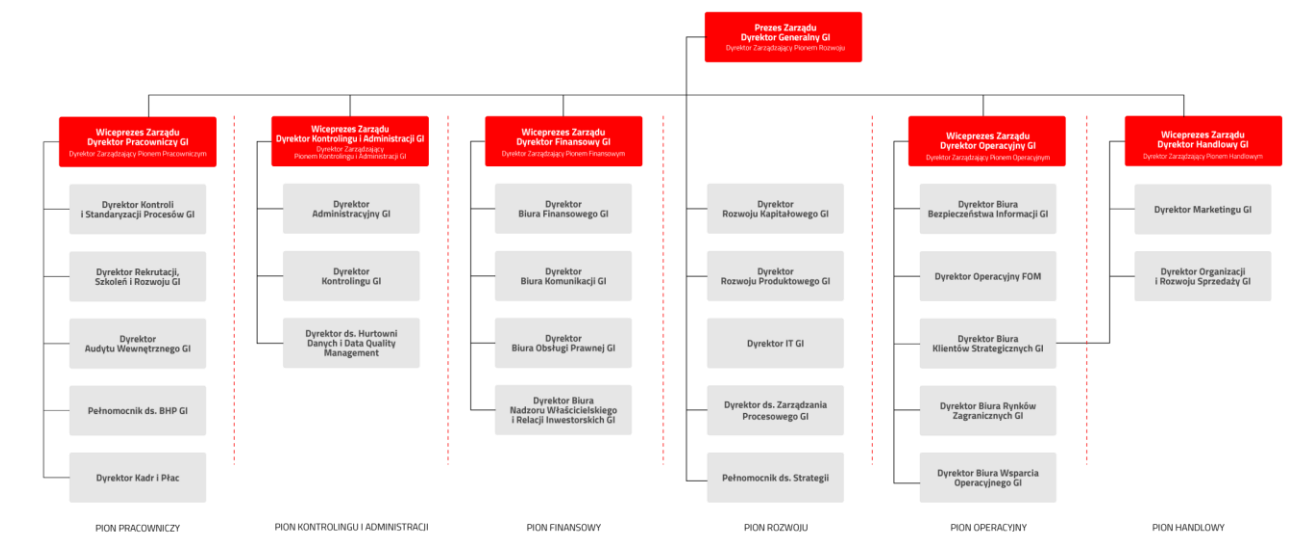 Prezes Zarządu
Dyrektor Generalny GI
Dyrektor Zarządzający Pionem Rozwoju
Wiceprezes Zarządu
Dyrektor Pracowniczy GI
Dyrektor Zarządzający Pionem Pracowniczym
Dyrektor Kontroli
i Standaryzacji Procesów GI
Dyrektor Rekrutacji,
Szkoleń i Rozwoju GI
Dyrektor
Audytu Wewnętrznego GI
Pełnomocnik ds. BHP GI
Dyrektor Kadr i Płac
PION PRACOWNICZY
Wiceprezes Zarządu
Dyrektor Kontrolingu i Administracji GI
Dyrektor Zarządzający
Pionem Kontrolingu i Administracji GI
Dyrektor
Administracyjny GI
Dyrektor
Kontrolingu GI
Dyrektor ds. Hurtowni
Danych i Data Quality
Management
PION KONTROLINGU I ADMINISTRACJI
Wiceprezes Zarządu
Dyrektor Finansowy GI
Dyrektor Zarządzający Pionem Finansowym
Dyrektor
Biura Finansowego GI
Dyrektor
Biura Komunikacji GI
Dyrektor
Biura Obsługi Prawnej GI
Dyrektor Biura
Nadzoru Właścicielskiego
i Relacji Inwestorskich GI
PION FINANSOWY
Dyrektor
Rozwoju Kapitałowego GI
Dyrektor
Rozwoju Produktowego GI
Dyrektor IT GI
Dyrektor ds. Zarządzania
Procesowego GI
Pełnomocnik ds. Strategii
PION ROZWOJU
Wiceprezes Zarządu
Dyrektor Operacyjny GI
Dyrektor Zarządzający Pionem Operacyjnym
Dyrektor Biura
Bezpieczeństwa Informacji GI
Dyrektor Operacyjny FOM
Dyrektor Biura
Klientów Strategicznych GI
Dyrektor Biura Rynków
Zagranicznych GI
Dyrektor Biura Wsparcia
Operacyjnego GI
PION OPERACYJNY
Wiceprezes Zarządu
Dyrektor Handlowy GI
Dyrektor Zarządzający Pionem Handlowym
Dyrektor Marketingu GI
Dyrektor Organizacji
i Rozwoju Sprzedaży GI
PION HANDLOWY